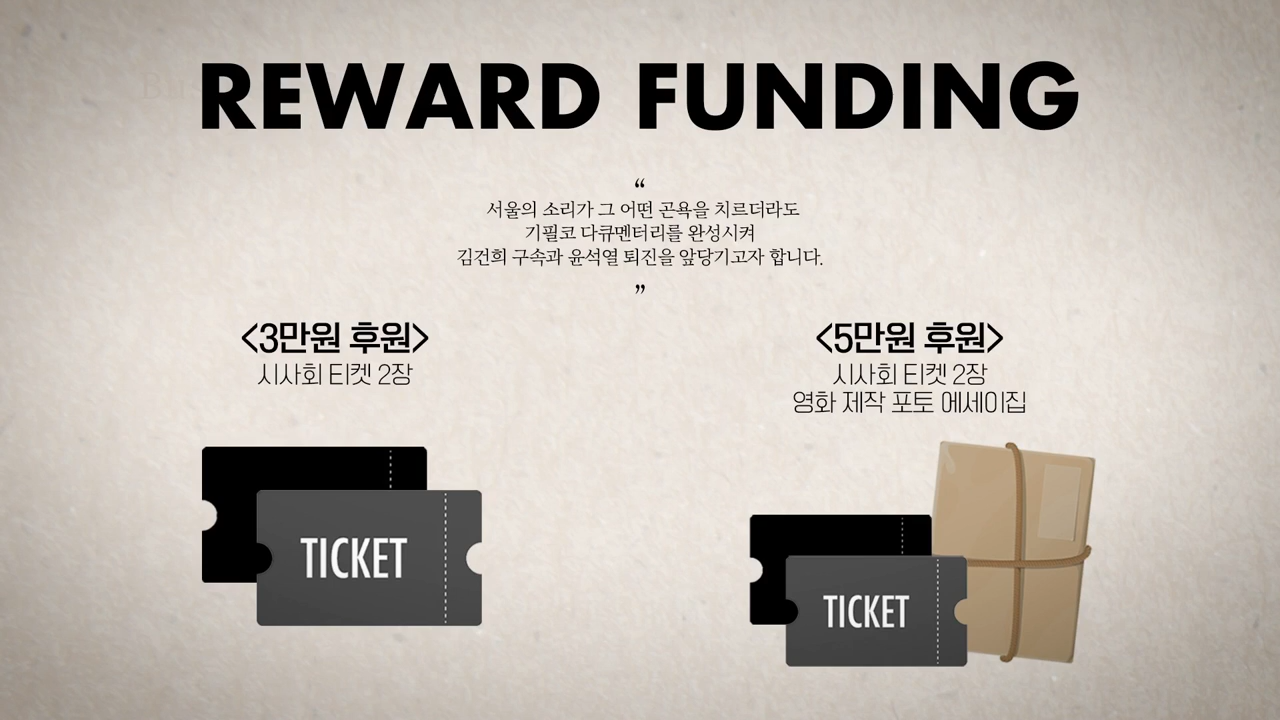 REWARD FUNDING
“
서울의 소리가 그 어떤 곤욕을 치르더라도
기필코 다큐멘터리를 완성시켜
김건희 구속과 윤석열 퇴진을 앞당기고자 합니다.
”
<3만원 후원>
시사회 티켓 2장
<5만원 후원>
시사회 티켓 2장
영화 제작 포토 에세이집
TICKET
TICKET